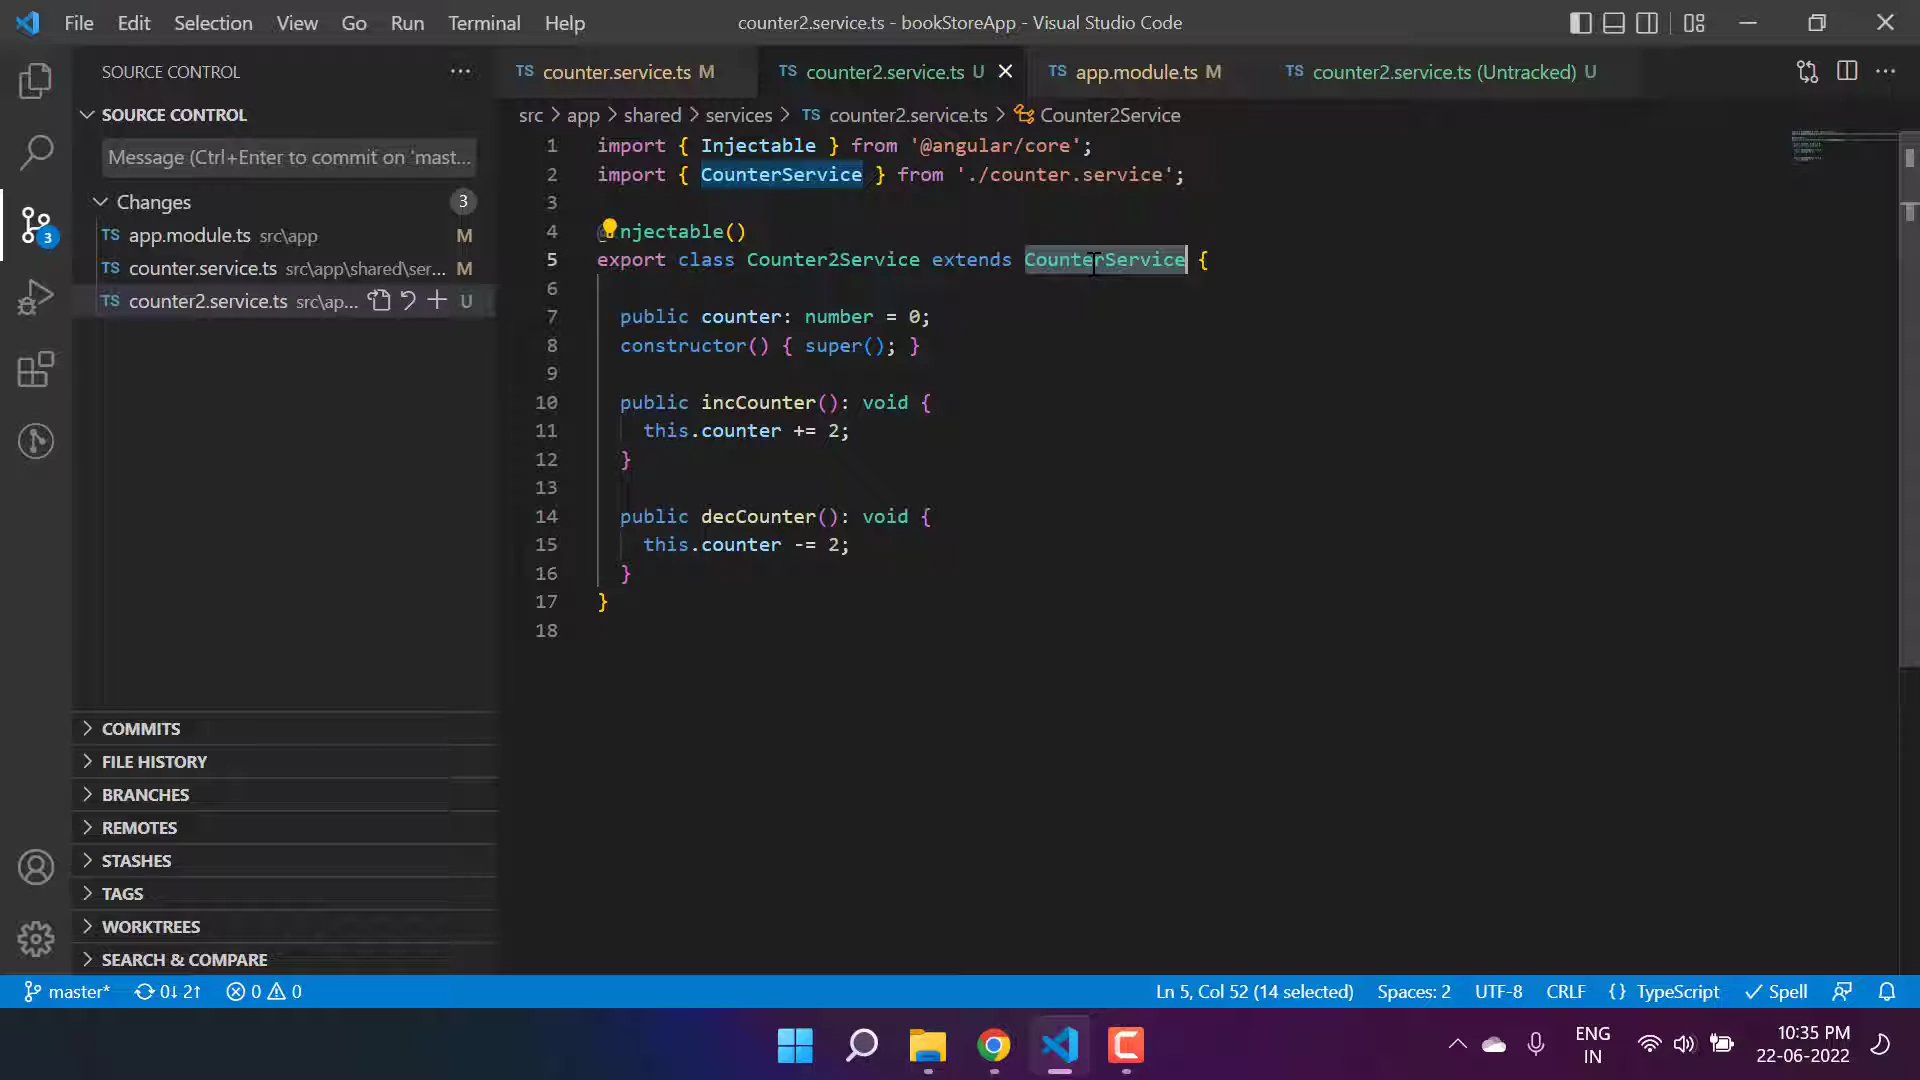 File Edit Selection View Go Run Terminal Help
counter2.service.ts - bookStoreApp - Visual Studio Code
SOURCE CONTROL
TS counter.service.ts M
TS counter2.service.ts U
TS app.module.ts M
TS counter2.service.ts (Untracked) U
src > app > shared > services > TS counter2.service.ts > Counter2Service
SOURCE CONTROL
Message (Ctrl+Enter to commit on 'mast...
Changes 3
TS app.module.ts src\app M
TS counter.service.ts src\app\shared\ser... M
TS counter2.service.ts src\ap... U
3
COMMITS
FILE HISTORY
BRANCHES
REMOTES
STASHES
TAGS
WORKTREES
SEARCH & COMPARE
1 import { Injectable } from '@angular/core';
2 import { CounterService } from './counter.service';
3
4 @njectable()
5 export class Counter2Service extends CounterService {
6
7 public counter: number = 0;
8 constructor() { super(); }
9
10 public incCounter(): void {
11 this.counter += 2;
12 }
13
14 public decCounter(): void {
15 this.counter -= 2;
16 }
17 }
18
master* 0↓ 2↑ 0 0
Ln 5, Col 52 (14 selected) Spaces: 2 UTF-8 CRLF {} TypeScript Spell
ENG
IN
10:35 PM
22-06-2022